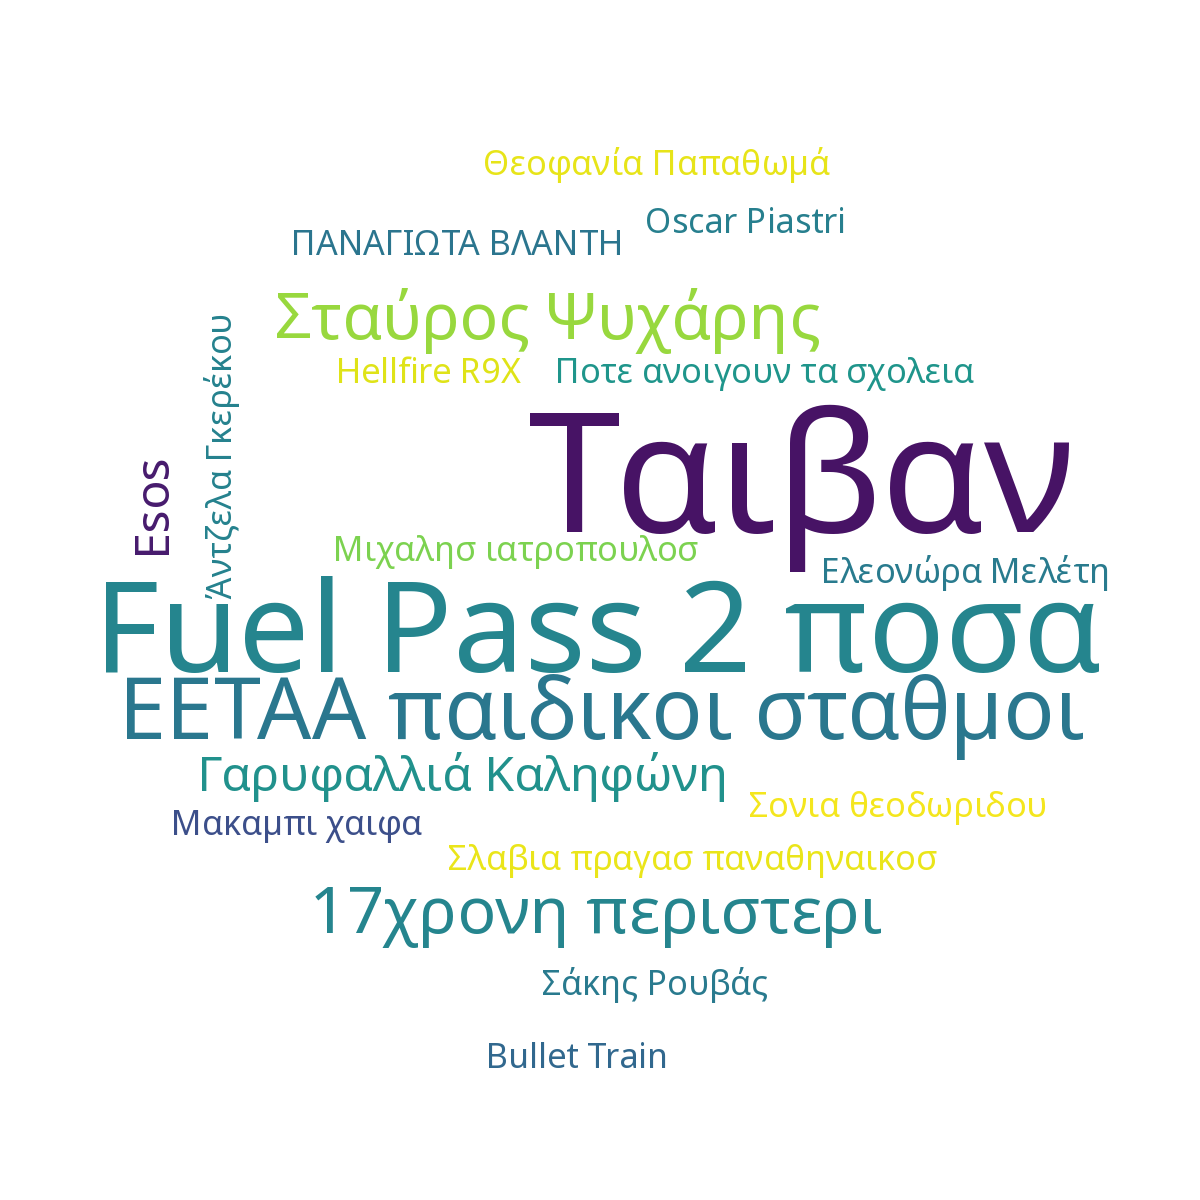 Θεοφανία Παπαθωμά
Oscar Piastri
ΠΑΝΑΓΙΩΤΑ ΒΛΑΝΤΗ
Σταύρος Ψυχάρης
Hellfire R9X
Ποτε ανοιγουν τα σχολεια
Άντζελα Γκερέκου
Esos
Ταιβαν
Μιχαλησ ιατροπουλοσ
Ελεονώρα Μελέτη
Fuel Pass 2 ποσα
ΕΕΤΑΑ παιδικοι σταθμοι
Γαρυφαλλιά Καληφώνη
Σονια θεοδωριδου
Μακαμπι χαιφα
Σλαβια πραγασ παναθηναικοσ
17χρονη περιστερι
Σάκης Ρουβάς
Bullet Train